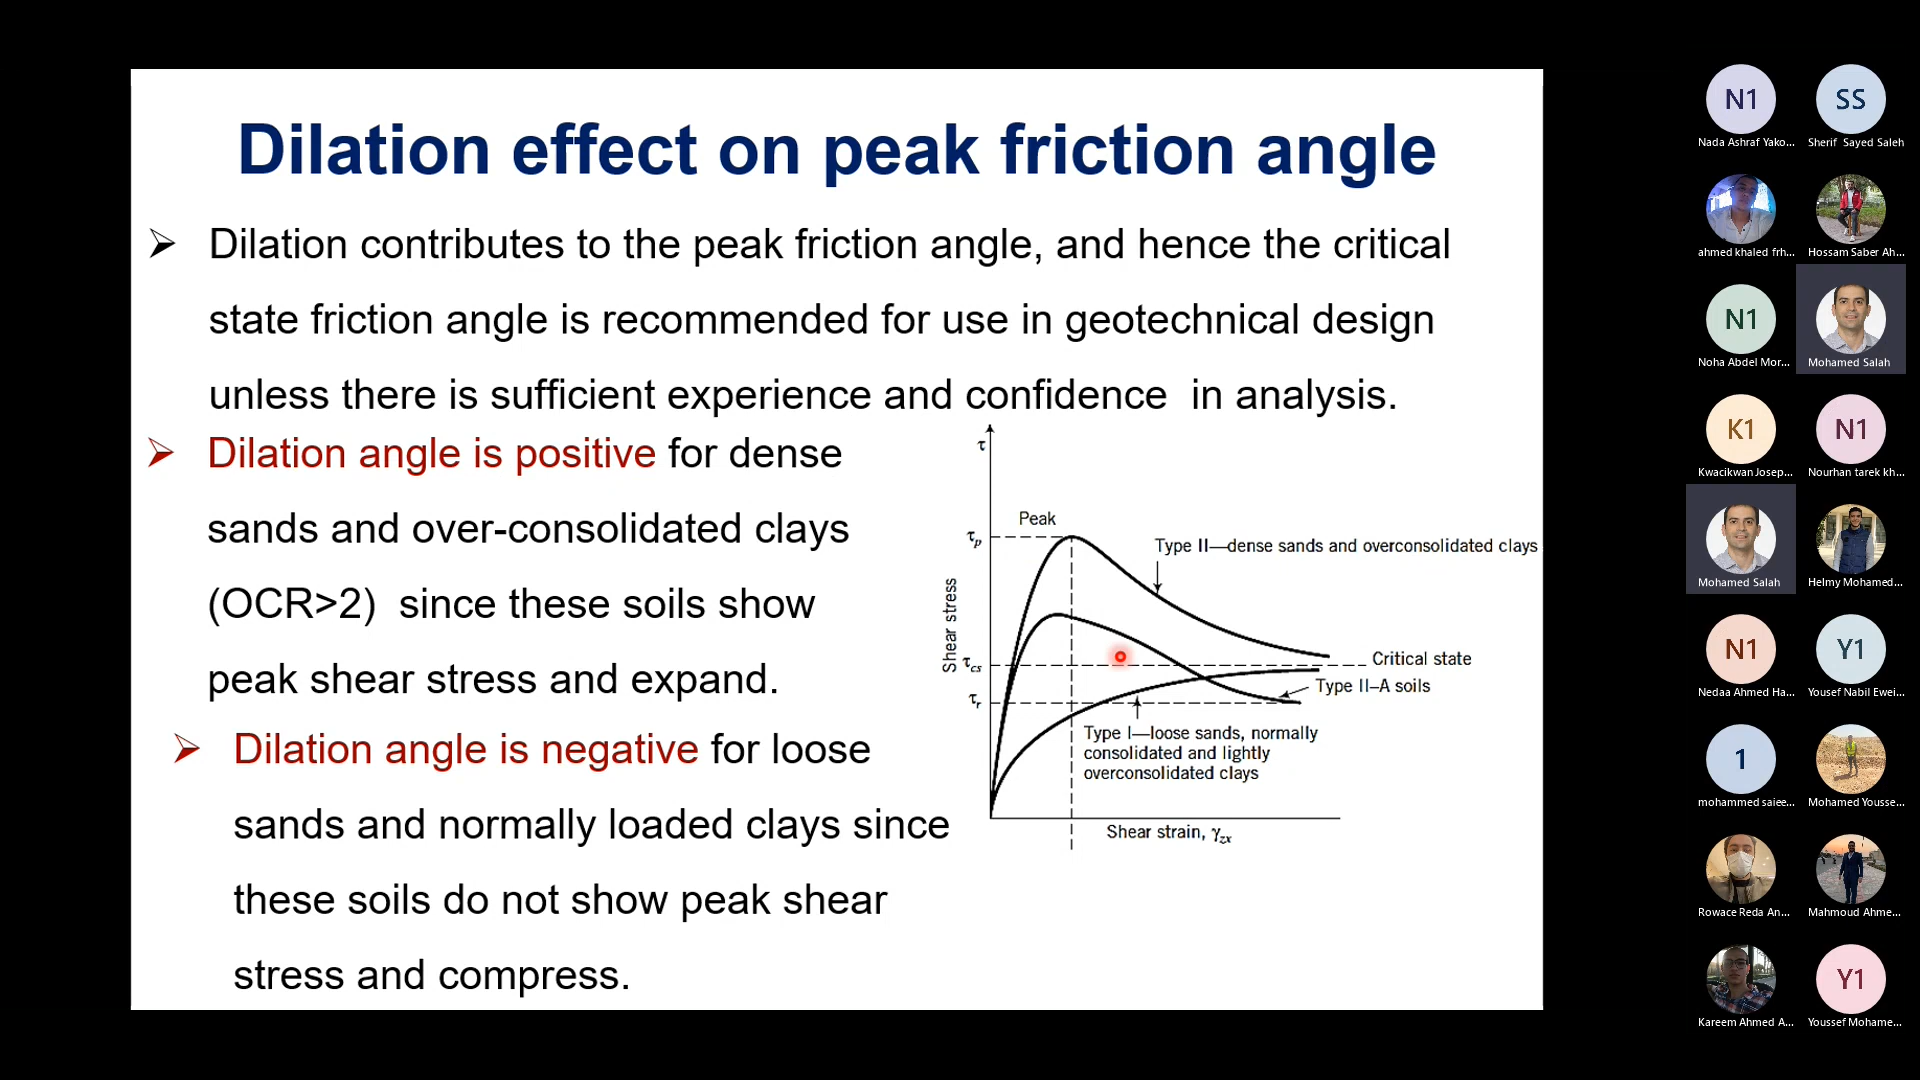 Dilation effect on peak friction angle
➢ Dilation contributes to the peak friction angle, and hence the critical
state friction angle is recommended for use in geotechnical design
unless there is sufficient experience and confidence in analysis.
➢ Dilation angle is positive for dense
sands and over-consolidated clays
(OCR>2) since these soils show
peak shear stress and expand.
➢ Dilation angle is negative for loose
sands and normally loaded clays since
these soils do not show peak shear
stress and compress.
τ
Peak
τp
Type II—dense sands and overconsolidated clays
Shear stress
τcs
Critical state
Type II–A soils
τr
Type I—loose sands, normally
consolidated and lightly
overconsolidated clays
Shear strain, γzx
N1
Nada Ashraf Yako...
SS
Sherif Sayed Saleh
ahmed khaled frh...
Hossam Saber Ah...
N1
Noha Abdel Mor...
Mohamed Salah
K1
Kwacikwan Josep...
N1
Nourhan tarek kh...
Mohamed Salah
Helmy Mohamed...
N1
Nedaa Ahmed Ha...
Y1
Yousef Nabil Ewei...
1
mohammed saiee...
Mohamed Yousse...
Rowace Reda An...
Mahmoud Ahme...
Kareem Ahmed A...
Y1
Youssef Mohame...